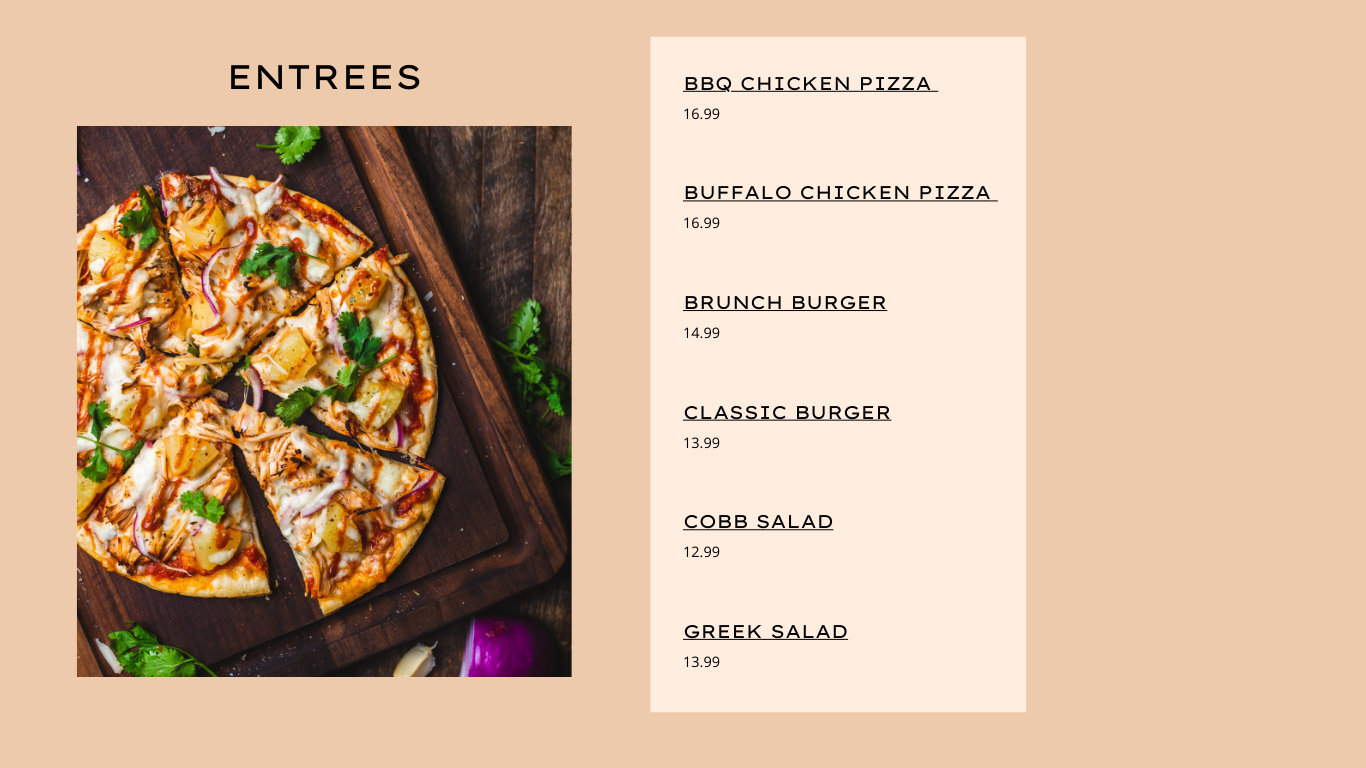 ENTREES
BBQ CHICKEN PIZZA
16.99
BUFFALO CHICKEN PIZZA
16.99
BRUNCH BURGER
14.99
CLASSIC BURGER
13.99
COBB SALAD
12.99
GREEK SALAD
13.99